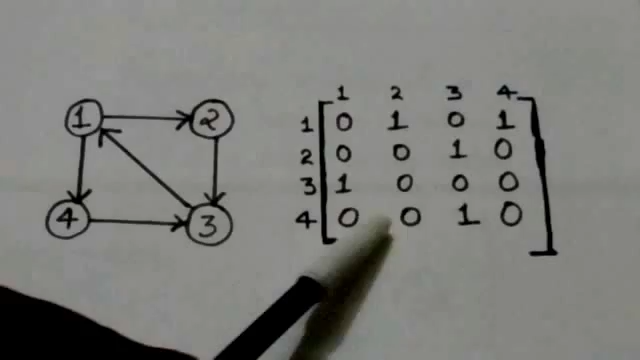 1 2
4 3
1 2 3 4
1 0 1 0 1
2 0 0 1 0
3 1 0 0 0
4 0 0 1 0